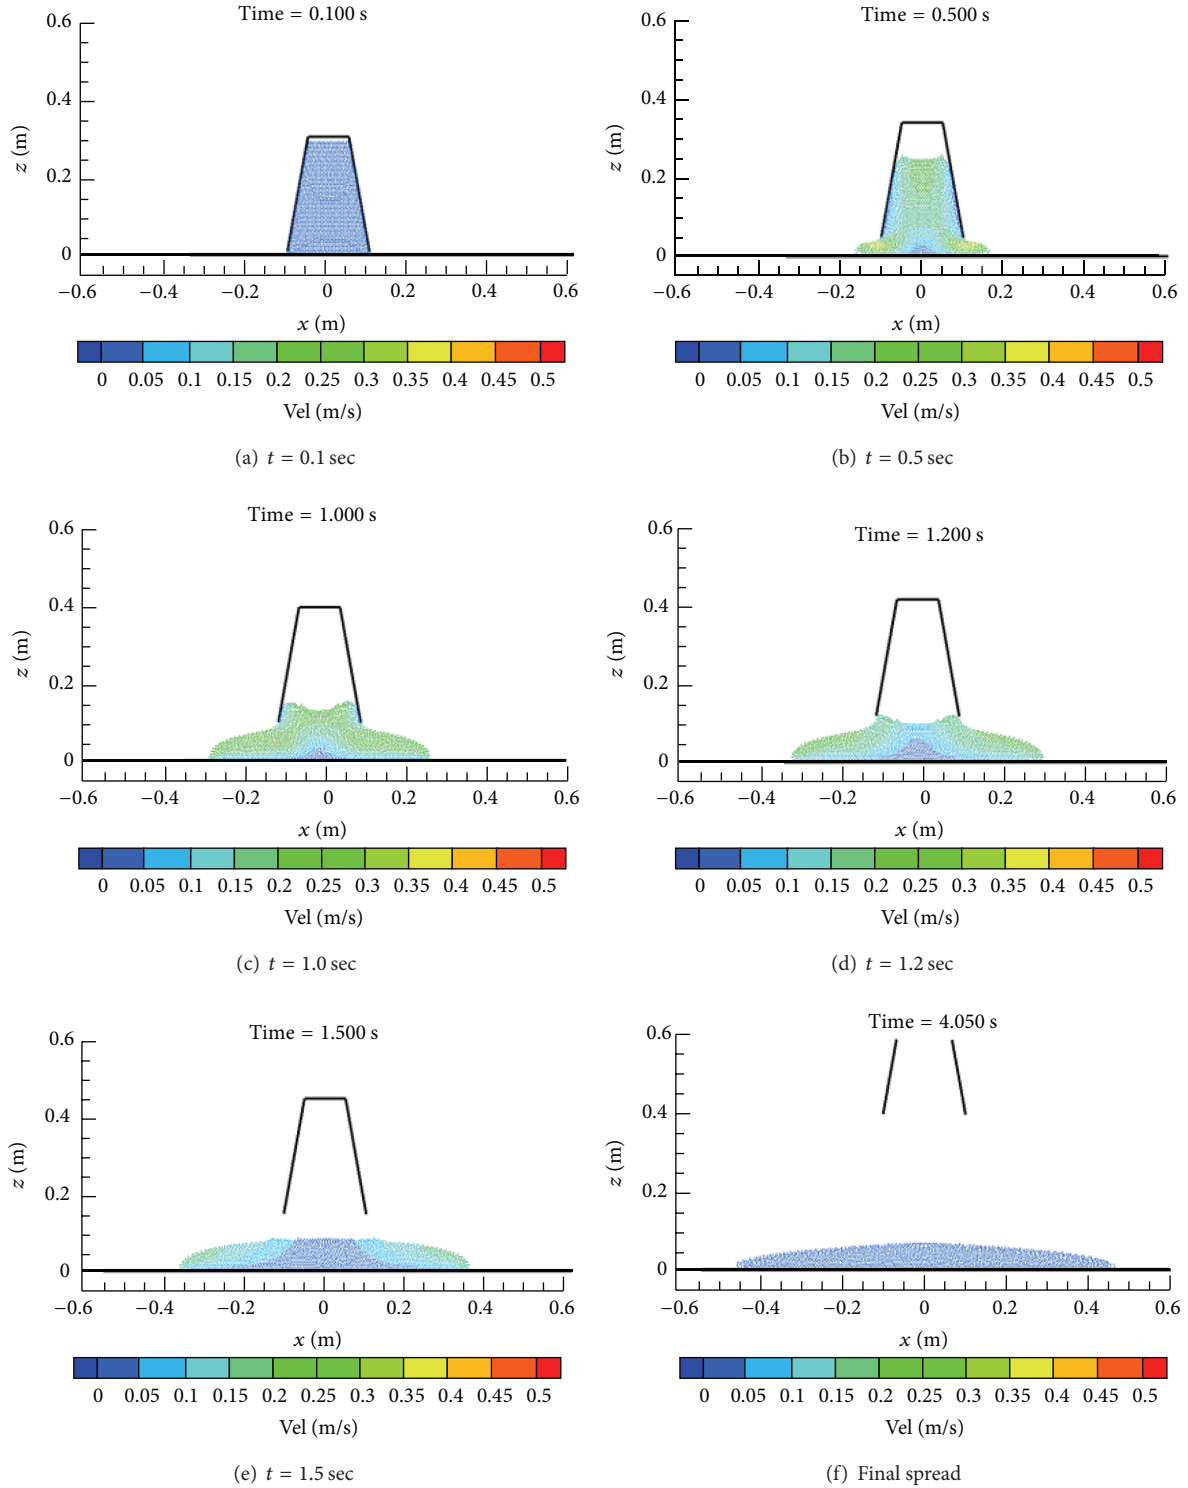 Time = 0.100 s
0.6
0.4
0.2
0
z (m)
−0.6 −0.4 −0.2 0 0.2 0.4 0.6
x (m)
0 0.05 0.1 0.15 0.2 0.25 0.3 0.35 0.4 0.45 0.5
Vel (m/s)
(a) t = 0.1 sec
Time = 0.500 s
0.6
0.4
0.2
0
z (m)
−0.6 −0.4 −0.2 0 0.2 0.4 0.6
x (m)
0 0.05 0.1 0.15 0.2 0.25 0.3 0.35 0.4 0.45 0.5
Vel (m/s)
(b) t = 0.5 sec
Time = 1.000 s
0.6
0.4
0.2
0
z (m)
−0.6 −0.4 −0.2 0 0.2 0.4 0.6
x (m)
0 0.05 0.1 0.15 0.2 0.25 0.3 0.35 0.4 0.45 0.5
Vel (m/s)
(c) t = 1.0 sec
Time = 1.200 s
0.6
0.4
0.2
0
z (m)
−0.6 −0.4 −0.2 0 0.2 0.4 0.6
x (m)
0 0.05 0.1 0.15 0.2 0.25 0.3 0.35 0.4 0.45 0.5
Vel (m/s)
(d) t = 1.2 sec
Time = 1.500 s
0.6
0.4
0.2
0
z (m)
−0.6 −0.4 −0.2 0 0.2 0.4 0.6
x (m)
0 0.05 0.1 0.15 0.2 0.25 0.3 0.35 0.4 0.45 0.5
Vel (m/s)
(e) t = 1.5 sec
Time = 4.050 s
0.6
0.4
0.2
0
z (m)
−0.6 −0.4 −0.2 0 0.2 0.4 0.6
x (m)
0 0.05 0.1 0.15 0.2 0.25 0.3 0.35 0.4 0.45 0.5
Vel (m/s)
(f) Final spread